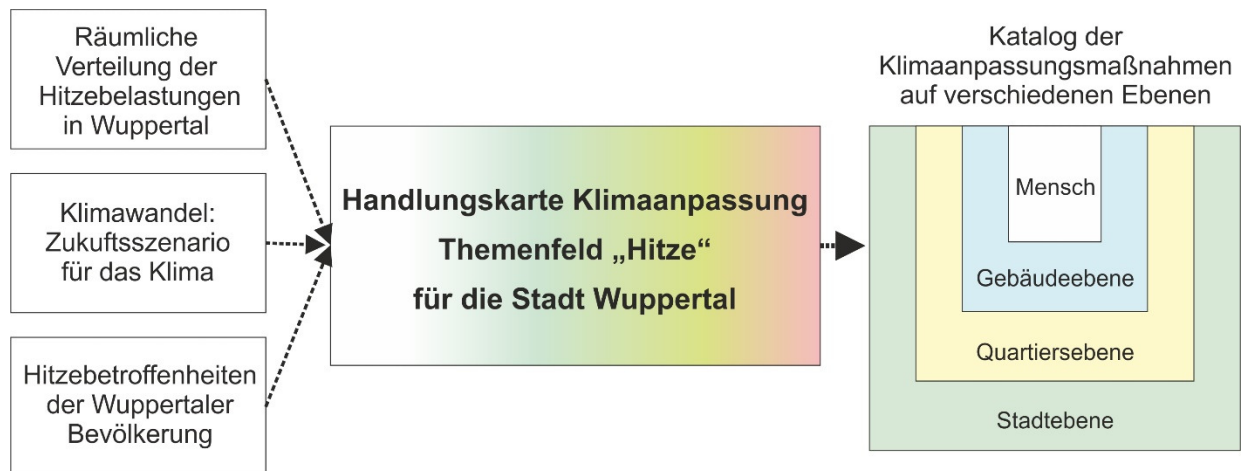 Räumliche
Verteilung der
Hitzebelastungen
in Wuppertal
Klimawandel:
Zukuftsszenario
für das Klima
Hitzebetroffenheiten
der Wuppertaler
Bevölkerung
Handlungskarte Klimaanpassung
Themenfeld „Hitze“
für die Stadt Wuppertal
Katalog der
Klimaanpassungsmaßnahmen
auf verschiedenen Ebenen
Mensch
Gebäudeebene
Quartiersebene
Stadtebene